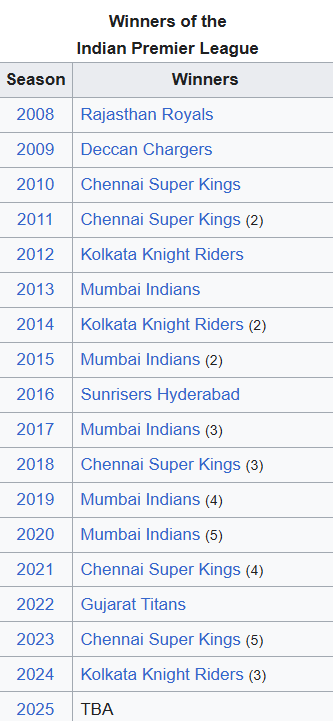 Winners of the
Indian Premier League
Season Winners
2008 Rajasthan Royals
2009 Deccan Chargers
2010 Chennai Super Kings
2011 Chennai Super Kings (2)
2012 Kolkata Knight Riders
2013 Mumbai Indians
2014 Kolkata Knight Riders (2)
2015 Mumbai Indians (2)
2016 Sunrisers Hyderabad
2017 Mumbai Indians (3)
2018 Chennai Super Kings (3)
2019 Mumbai Indians (4)
2020 Mumbai Indians (5)
2021 Chennai Super Kings (4)
2022 Gujarat Titans
2023 Chennai Super Kings (5)
2024 Kolkata Knight Riders (3)
2025 TBA